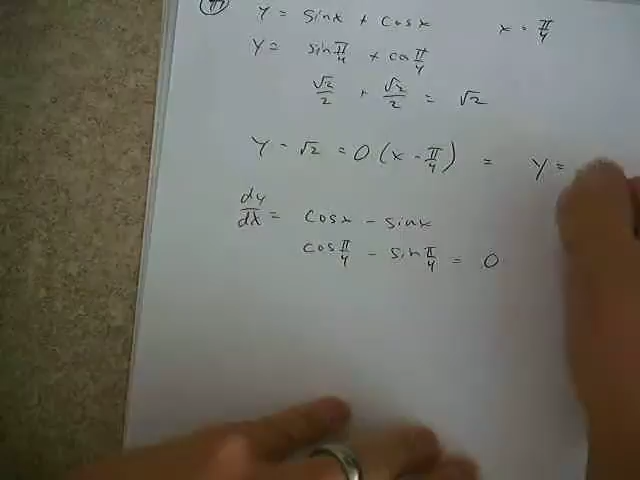 y = sinx + cosx x = π/4
y = sin π/4 + cos π/4
√2/2 + √2/2 = √2
y - √2 = 0 (x - π/4) = y =
dy/dx = cosx - sinx
cos π/4 - sin π/4 = 0